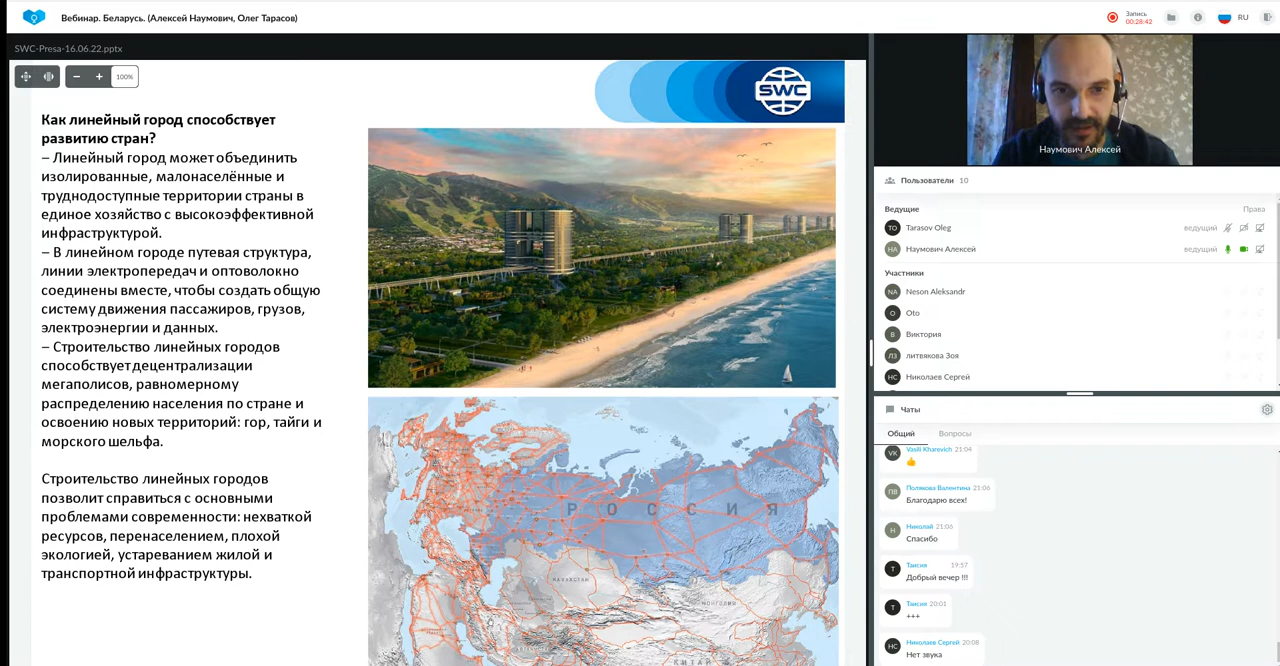 Вебинар. Беларусь. (Алексей Наумович, Олег Тарасов)
Запись
00:28:42
RU
SWC-Presa-16.06.22.pptx
100%
SWC
Как линейный город способствует
развитию стран?
– Линейный город может объединить
изолированные, малонаселённые и
труднодоступные территории страны в
единое хозяйство с высокоэффективной
инфраструктурой.
– В линейном городе путевая структура,
линии электропередач и оптоволокно
соединены вместе, чтобы создать общую
систему движения пассажиров, грузов,
электроэнергии и данных.
– Строительство линейных городов
способствует децентрализации
мегаполисов, равномерному
распределению населения по стране и
освоению новых территорий: гор, тайги и
морского шельфа.
Строительство линейных городов
позволит справиться с основными
проблемами современности: нехваткой
ресурсов, перенаселением, плохой
экологией, устареванием жилой и
транспортной инфраструктуры.
РОССИЯ
КАЗАХСТАН
МОНГОЛИЯ
КИТАЙ
Наумович Алексей
Пользователи 10
Ведущие Права
TO Tarasov Oleg ведущий
НА Наумович Алексей ведущий
Участники
NA Neson Aleksandr
O Oto
В Виктория
ЛЗ литвякова Зоя
НС Николаев Сергей
Чаты
Общий Вопросы
VK Vasili Kharevich 21:04
👍
ПВ Полякова Валентина 21:06
Благодарю всех!
Н Николай 21:06
Спасибо
Т Таисия 19:57
Добрый вечер !!!
Т Таисия 20:01
+++
НС Николаев Сергей 20:08
Нет звука